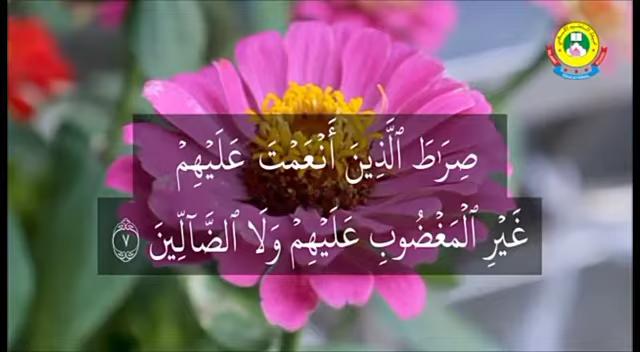 صِرَٰطَ ٱلَّذِينَ أَنْعَمْتَ عَلَيْهِمْ
غَيْرِ ٱلْمَغْضُوبِ عَلَيْهِمْ وَلَا ٱلضَّآلِّينَ ٧